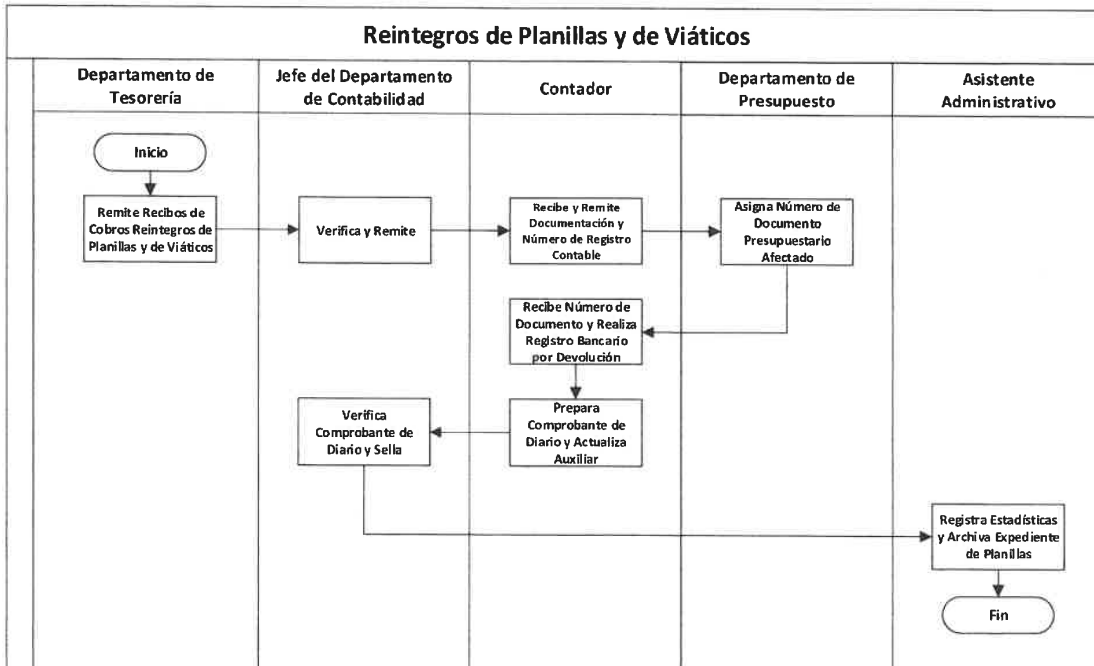 Reintegros de Planillas y de Viáticos
Departamento de
Tesorería
Jefe del Departamento
de Contabilidad
Contador
Departamento de
Presupuesto
Asistente
Administrativo
Inicio
Remite Recibos de
Cobros Reintegros de
Planillas y de Viáticos
Verifica y Remite
Recibe y Remite
Documentación y
Número de Registro
Contable
Asigna Número de
Documento
Presupuestario
Afectado
Recibe Número de
Documento y Realiza
Registro Bancario
por Devolución
Prepara
Comprobante de
Diario y Actualiza
Auxiliar
Verifica
Comprobante de
Diario y Sella
Registra Estadísticas
y Archiva Expediente
de Planillas
Fin